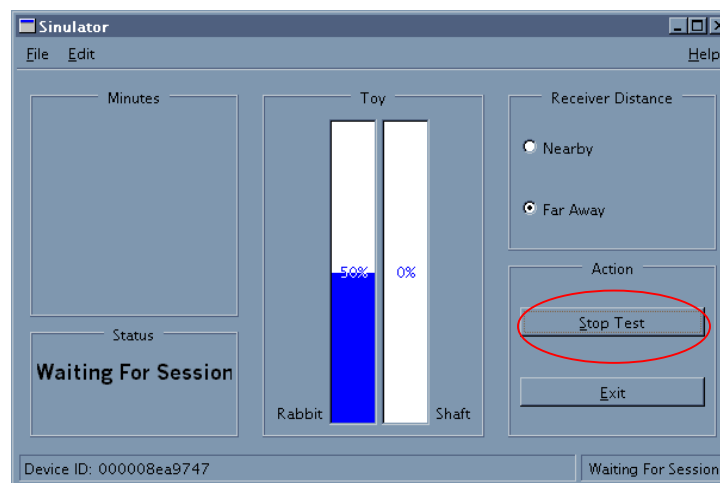 Sinulator
File Edit
Help
Minutes
Toy
Receiver Distance
Nearby
Far Away
50%
0%
Action
Stop Test
Status
Waiting For Session
Exit
Rabbit
Shaft
Device ID: 000008ea9747
Waiting For Session